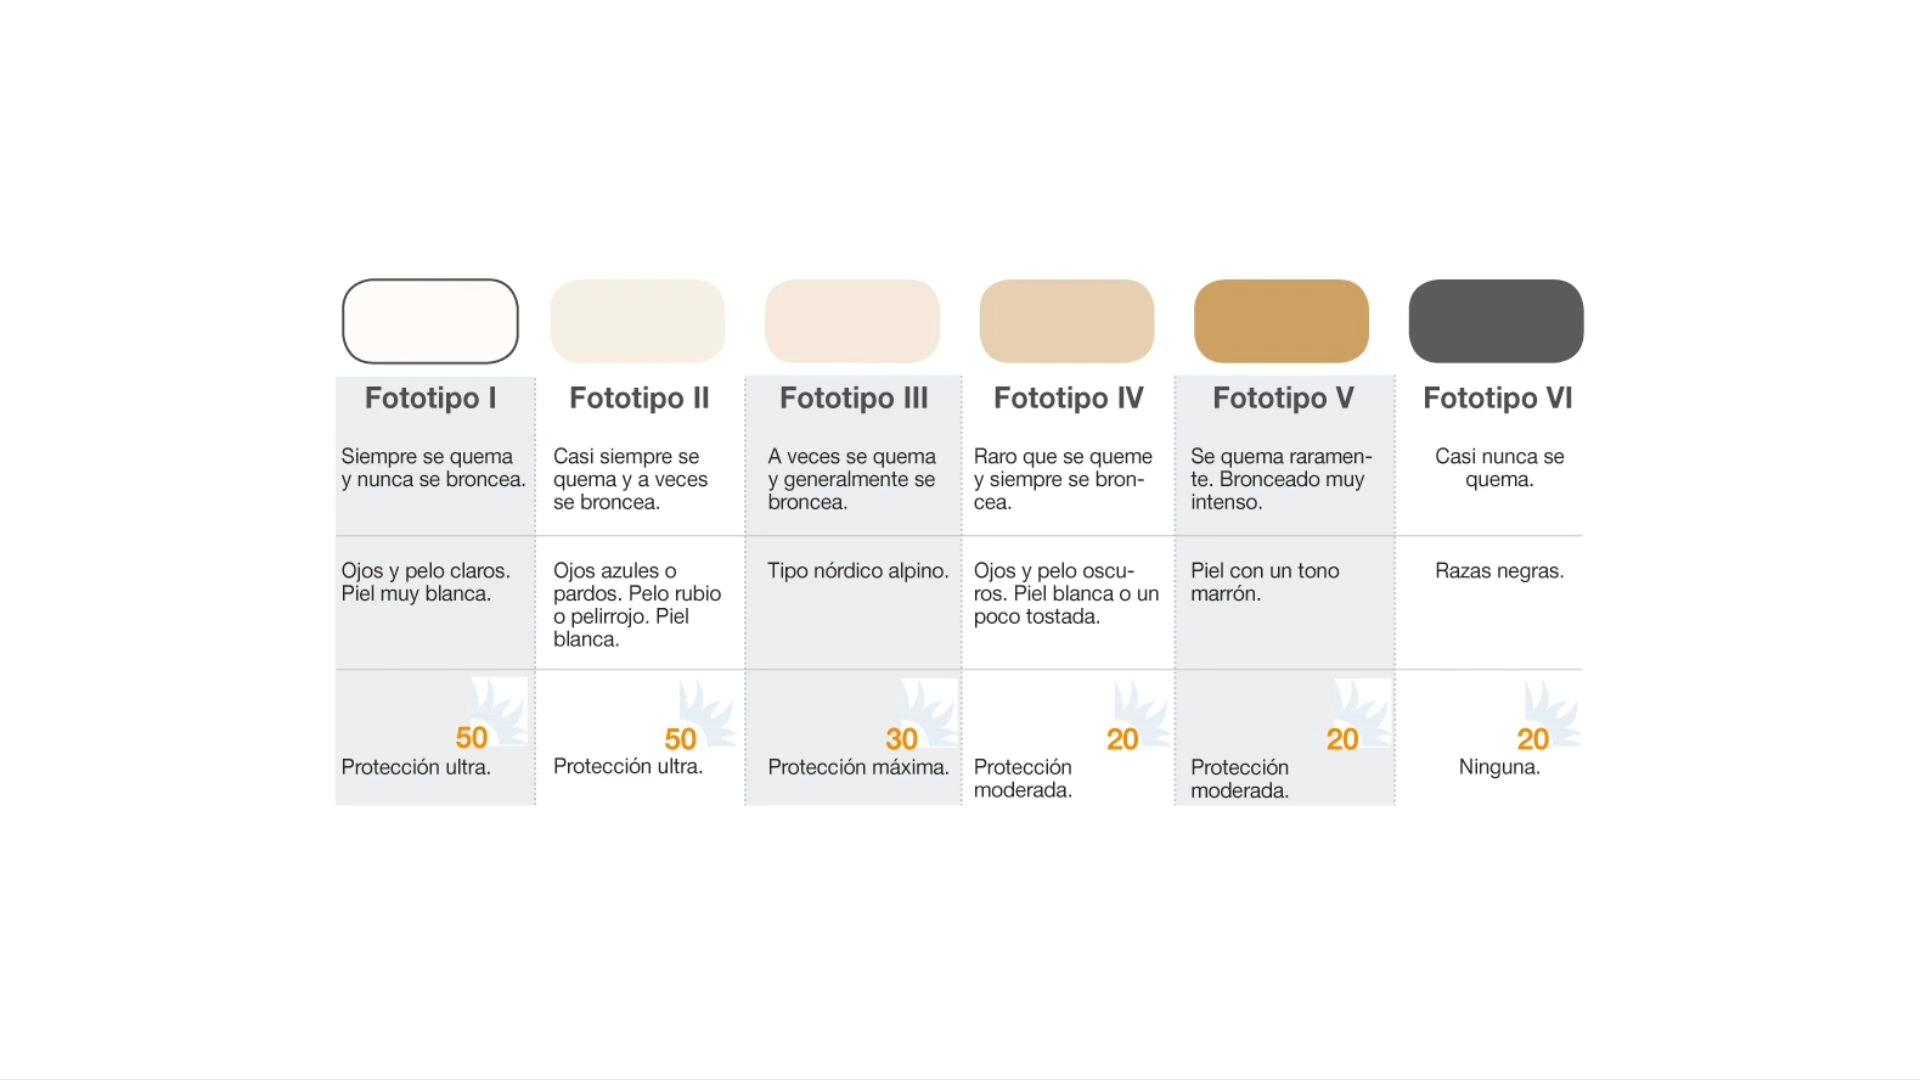 Fototipo I
Siempre se quema
y nunca se broncea.
Ojos y pelo claros.
Piel muy blanca.
50
Protección ultra.
Fototipo II
Casi siempre se
quema y a veces
se broncea.
Ojos azules o
pardos. Pelo rubio
o pelirrojo. Piel
blanca.
50
Protección ultra.
Fototipo III
A veces se quema
y generalmente se
broncea.
Tipo nórdico alpino.
30
Protección máxima.
Fototipo IV
Raro que se queme
y siempre se bron-
cea.
Ojos y pelo oscu-
ros. Piel blanca o un
poco tostada.
20
Protección
moderada.
Fototipo V
Se quema raramen-
te. Bronceado muy
intenso.
Piel con un tono
marrón.
20
Protección
moderada.
Fototipo VI
Casi nunca se
quema.
Razas negras.
20
Ninguna.